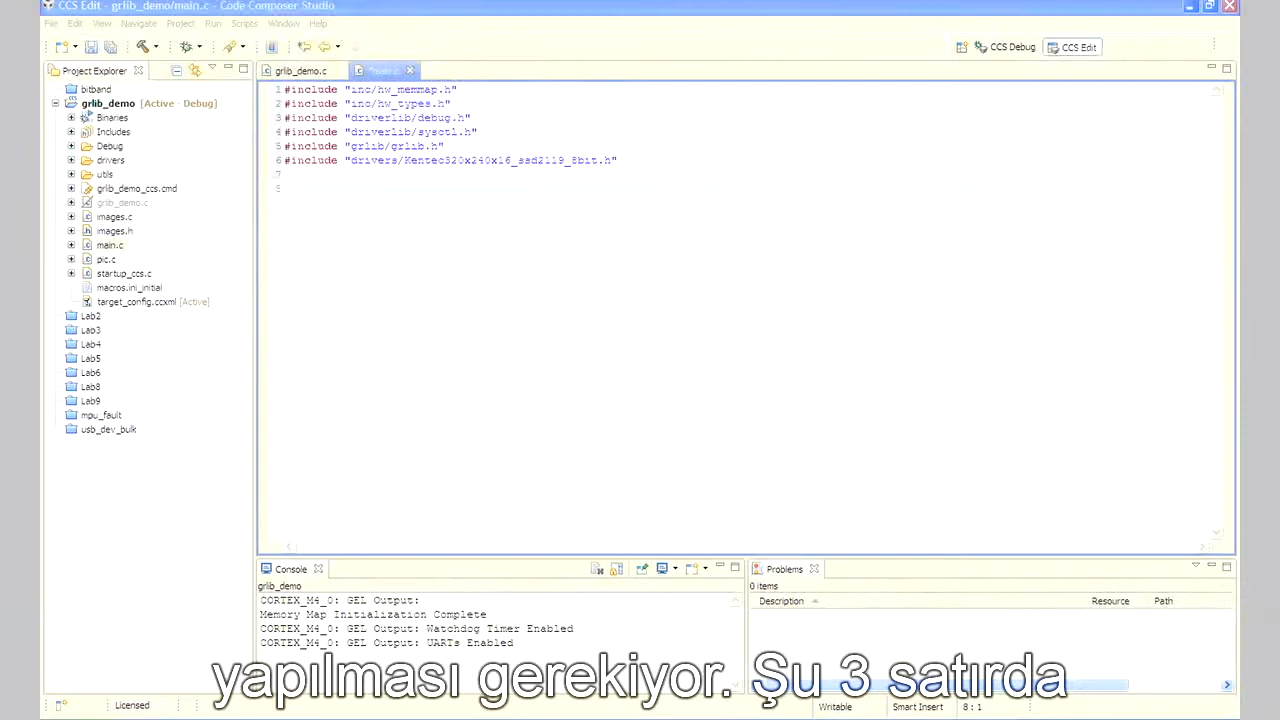 CCS Edit - grlib_demo/main.c - Code Composer Studio
File Edit View Navigate Project Run Scripts Window Help
CCS Debug CCS Edit
Project Explorer
grlib_demo.c
*main.c
bitband
grlib_demo [Active - Debug]
Binaries
Includes
Debug
drivers
utils
grlib_demo_ccs.cmd
grlib_demo.c
images.c
images.h
main.c
pic.c
startup_ccs.c
macros.ini_initial
target_config.ccxml [Active]
Lab2
Lab3
Lab4
Lab5
Lab6
Lab8
Lab9
mpu_fault
usb_dev_bulk
1 #include "inc/hw_memmap.h"
2 #include "inc/hw_types.h"
3 #include "driverlib/debug.h"
4 #include "driverlib/sysctl.h"
5 #include "grlib/grlib.h"
6 #include "drivers/Kentec320x240x16_ssd2119_8bit.h"
7
8
Console
grlib_demo
CORTEX_M4_0: GEL Output:
Memory Map Initialization Complete
CORTEX_M4_0: GEL Output: Watchdog Timer Enabled
CORTEX_M4_0: GEL Output: UARTs Enabled
Problems
0 items
Description Resource Path
yapılması gerekiyor. Şu 3 satırda
Licensed Writable Smart Insert 8 : 1